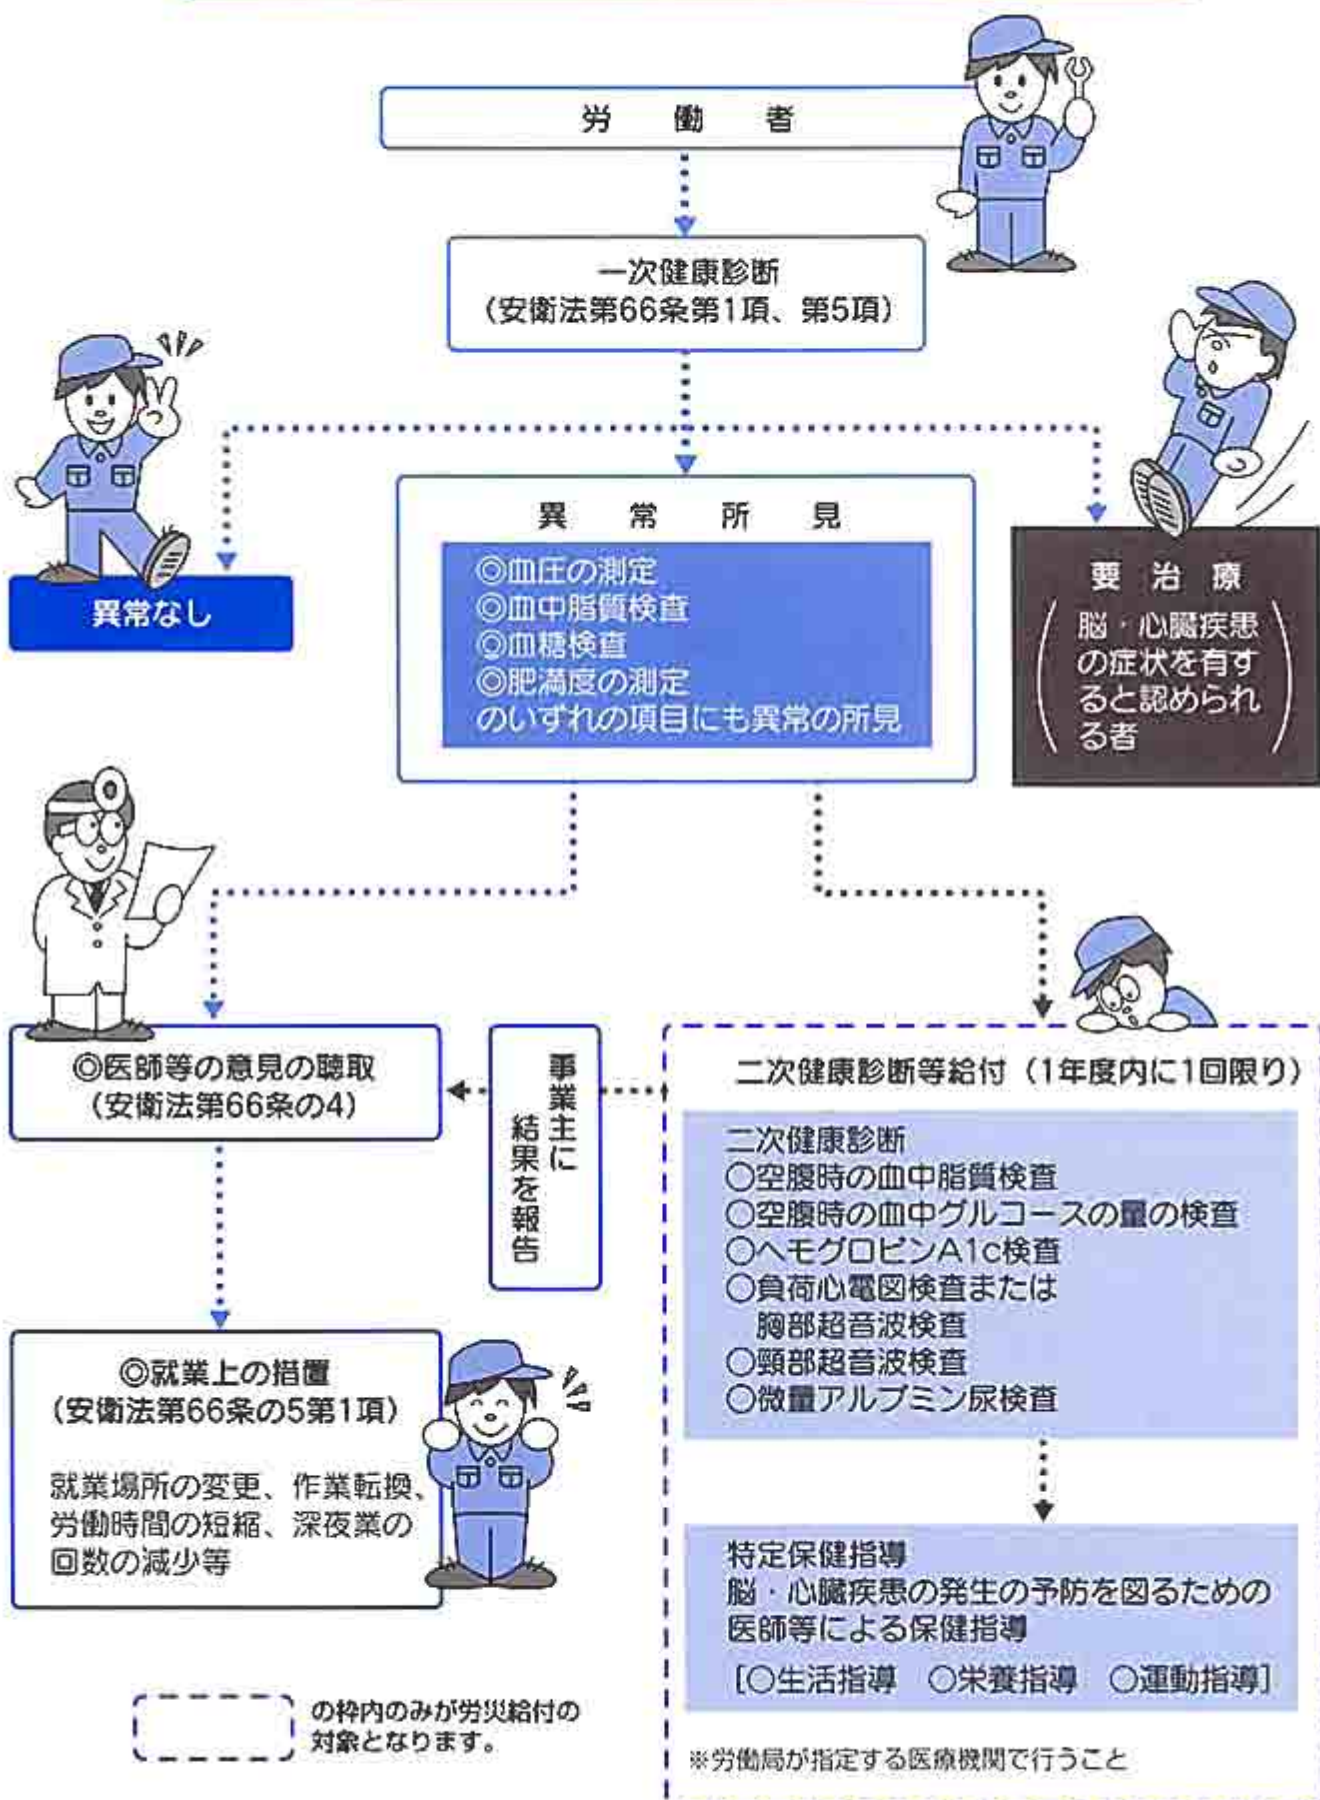 労働者
一次健康診断
（安衛法第66条第1項、第5項）
異常なし
異常所見
◎血圧の測定
◎血中脂質検査
◎血糖検査
◎肥満度の測定
のいずれの項目にも異常の所見
要治療
（脳・心臓疾患
の症状を有す
ると認められ
る者）
◎医師等の意見の聴取
（安衛法第66条の4）
事業主に
結果を報告
◎就業上の措置
（安衛法第66条の5第1項）
就業場所の変更、作業転換、
労働時間の短縮、深夜業の
回数の減少等
二次健康診断等給付（1年度内に1回限り）
二次健康診断
○空腹時の血中脂質検査
○空腹時の血中グルコースの量の検査
○ヘモグロビンA1c検査
○負荷心電図検査または
胸部超音波検査
○頸部超音波検査
○微量アルブミン尿検査
特定保健指導
脳・心臓疾患の発生の予防を図るための
医師等による保健指導
［○生活指導　○栄養指導　○運動指導］
※労働局が指定する医療機関で行うこと
の枠内のみが労災給付の
対象となります。